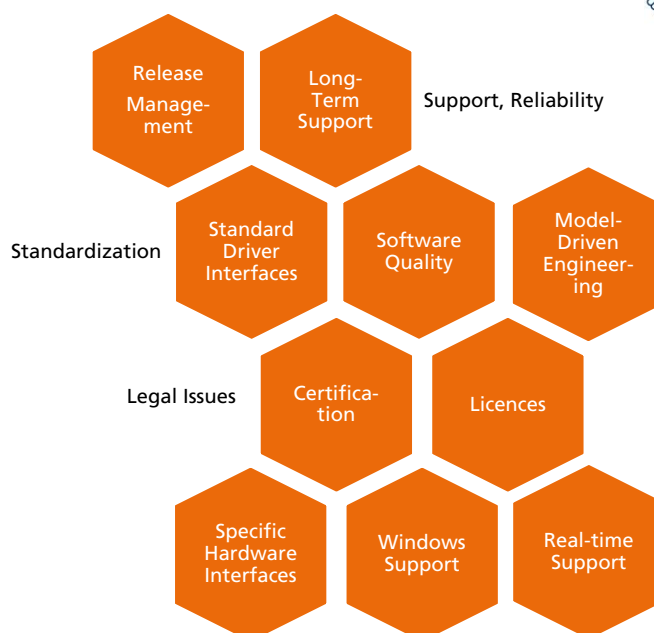 Release
Manage-
ment
Long-
Term
Support
Support, Reliability
Standardization
Standard
Driver
Interfaces
Software
Quality
Model-
Driven
Engineer-
ing
Legal Issues
Certifica-
tion
Licences
Specific
Hardware
Interfaces
Windows
Support
Real-time
Support